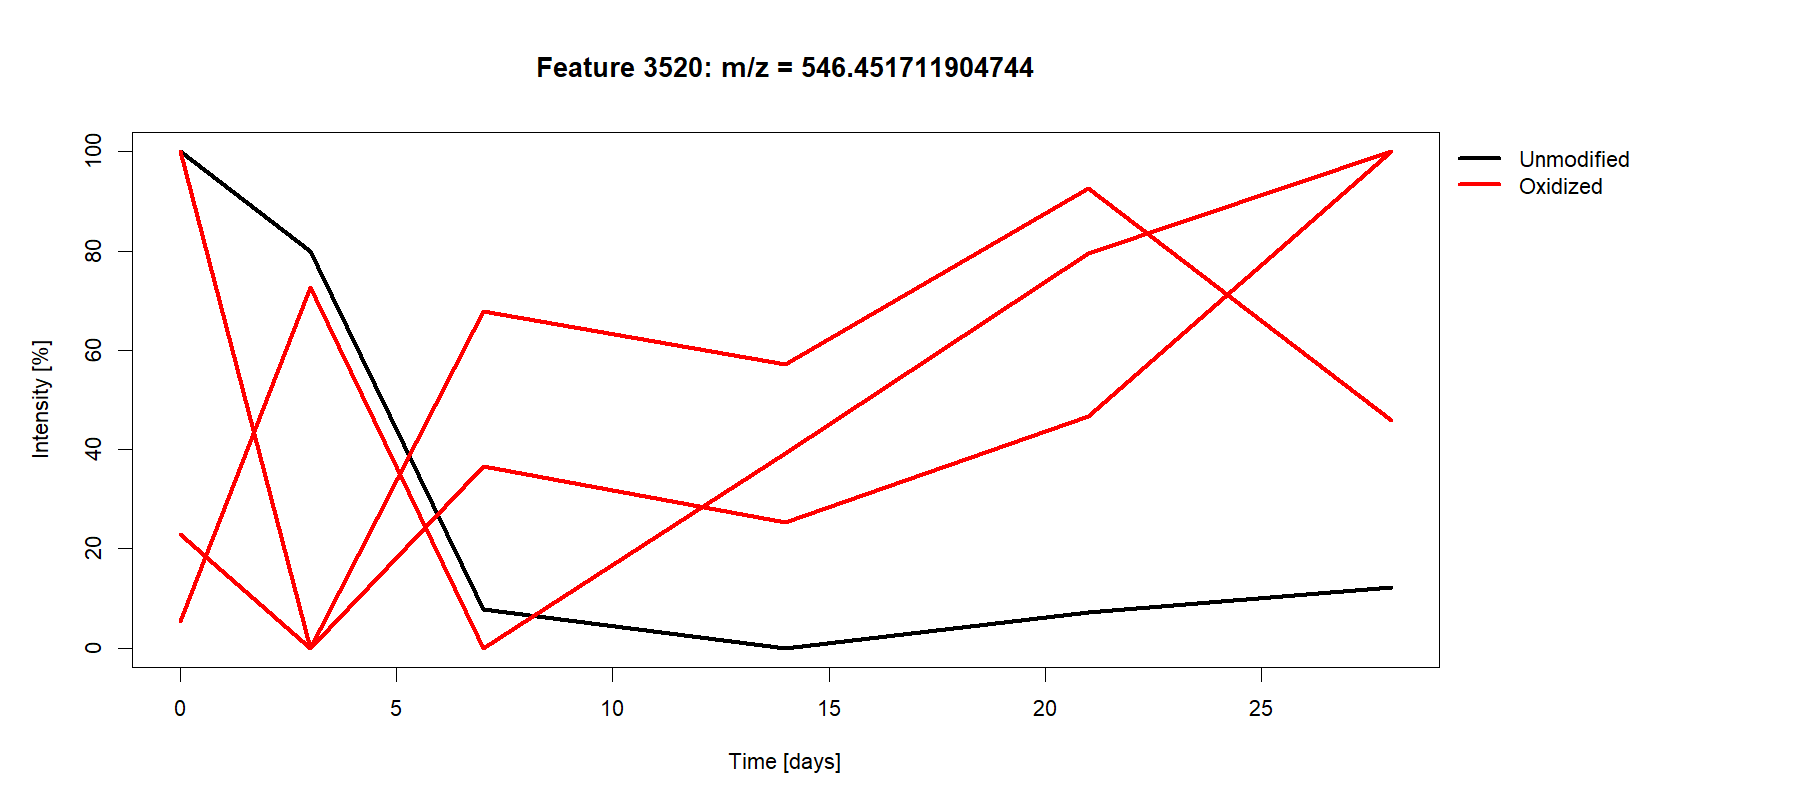 Feature 3520: m/z = 546.451711904744
Unmodified
Oxidized
Intensity [%]
100
80
60
40
20
0
0 5 10 15 20 25
Time [days]